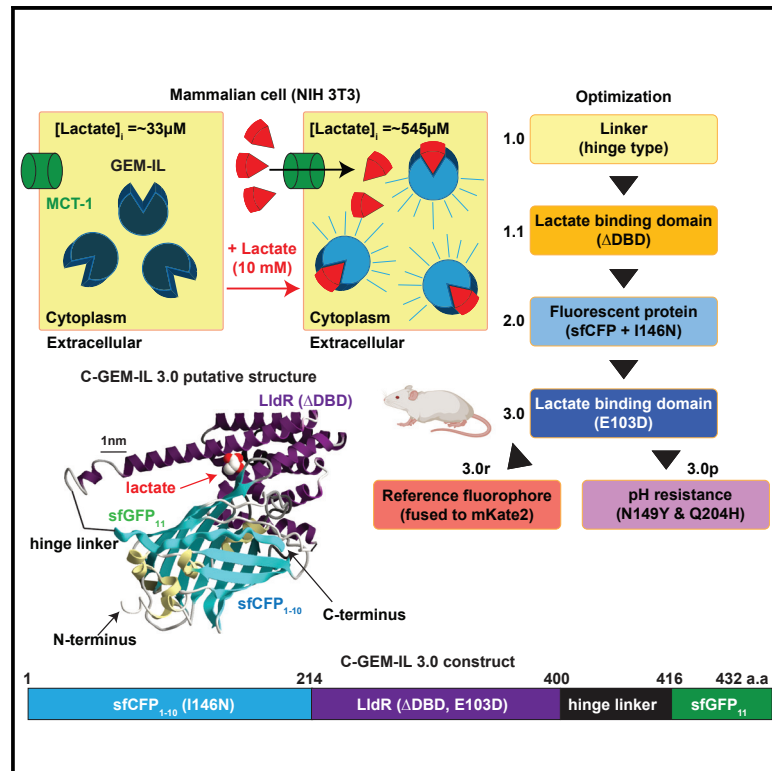 Mammalian cell (NIH 3T3)
[Lactate]i =~33µM
GEM-IL
MCT-1
Cytoplasm
Extracellular
+ Lactate
(10 mM)
[Lactate]i =~545µM
Cytoplasm
Extracellular
Optimization
1.0
Linker
(hinge type)
1.1
Lactate binding domain
(ΔDBD)
2.0
Fluorescent protein
(sfCFP + I146N)
3.0
Lactate binding domain
(E103D)
3.0r
Reference fluorophore
(fused to mKate2)
3.0p
pH resistance
(N149Y & Q204H)
C-GEM-IL 3.0 putative structure
LldR (ΔDBD)
1nm
lactate
sfGFP11
hinge linker
C-terminus
sfCFP1-10
N-terminus
C-GEM-IL 3.0 construct
1 214 400 416 432 a.a
sfCFP1-10 (I146N) LldR (ΔDBD, E103D) hinge linker sfGFP11